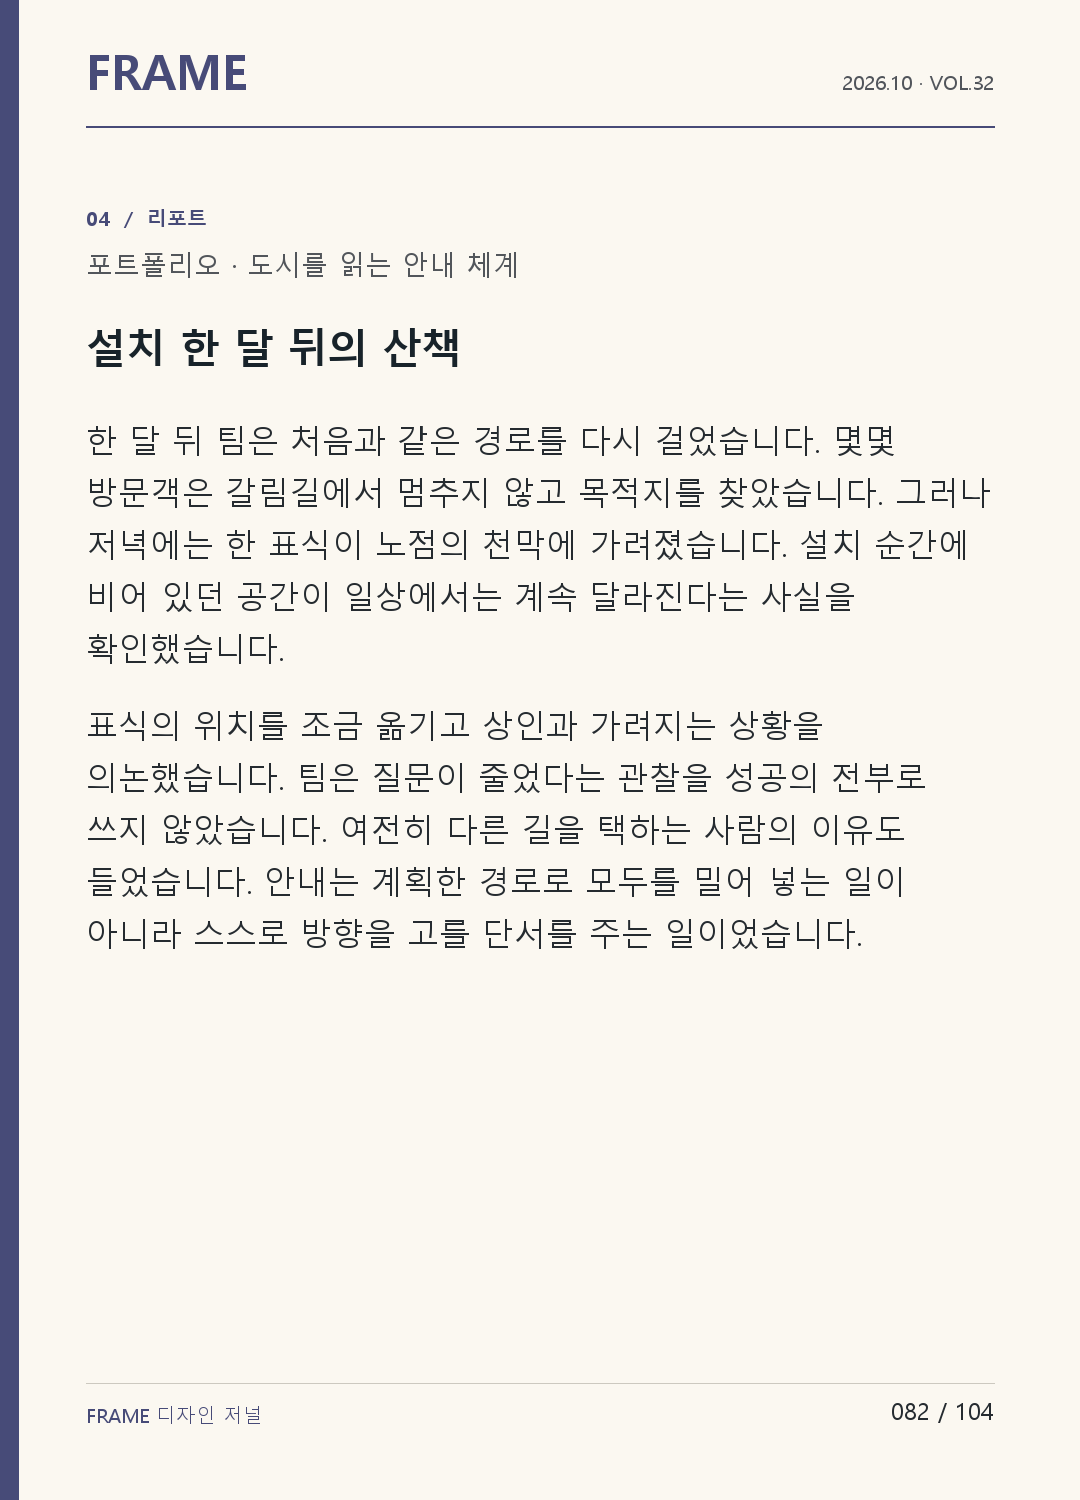 FRAME
2026.10 · VOL.32
04 / 리포트
포트폴리오 · 도시를 읽는 안내 체계
설치 한 달 뒤의 산책
한 달 뒤 팀은 처음과 같은 경로를 다시 걸었습니다. 몇몇
방문객은 갈림길에서 멈추지 않고 목적지를 찾았습니다. 그러나
저녁에는 한 표식이 노점의 천막에 가려졌습니다. 설치 순간에
비어 있던 공간이 일상에서는 계속 달라진다는 사실을
확인했습니다.
표식의 위치를 조금 옮기고 상인과 가려지는 상황을
의논했습니다. 팀은 질문이 줄었다는 관찰을 성공의 전부로
쓰지 않았습니다. 여전히 다른 길을 택하는 사람의 이유도
들었습니다. 안내는 계획한 경로로 모두를 밀어 넣는 일이
아니라 스스로 방향을 고를 단서를 주는 일이었습니다.
FRAME 디자인 저널
082 / 104